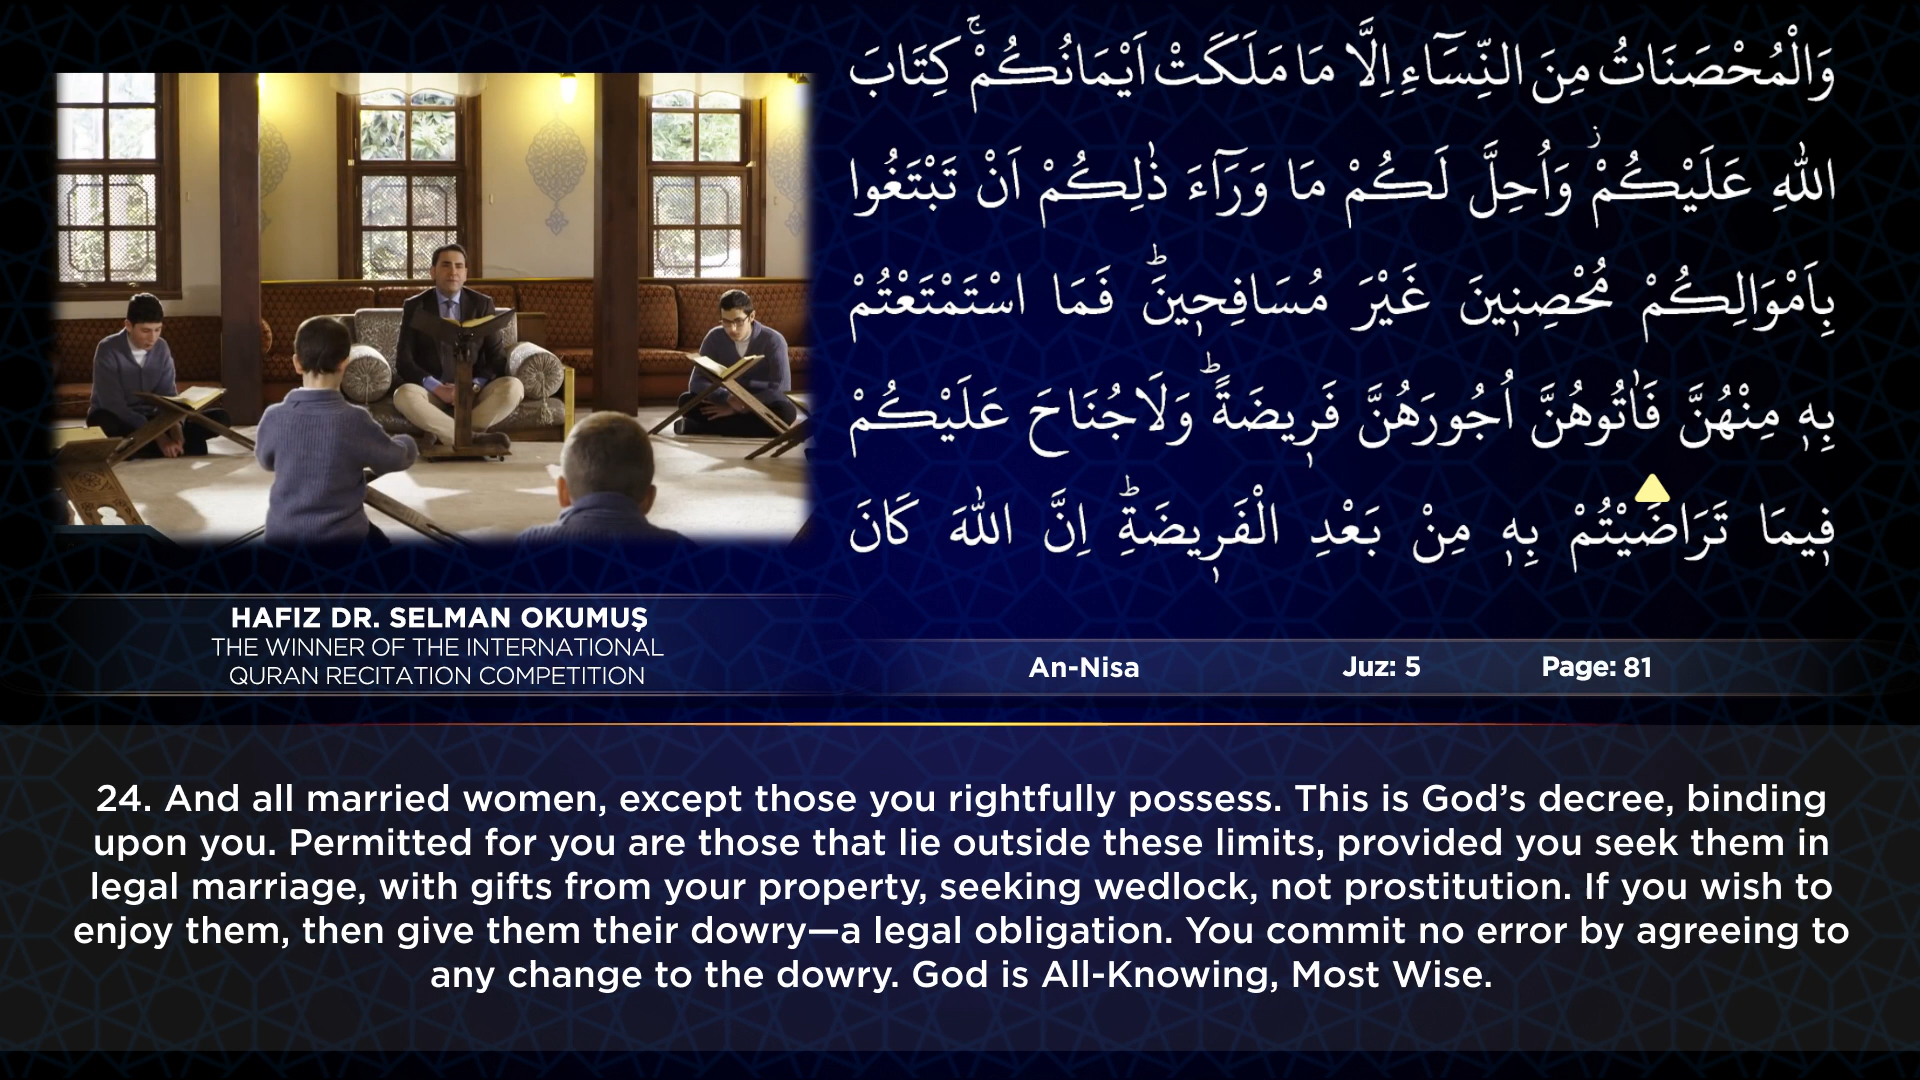 وَالْمُحْصَنَاتُ مِنَ النِّسَٓاءِ اِلَّا مَا مَلَكَتْ اَيْمَانُكُمْۚ كِتَابَ
اللّٰهِ عَلَيْكُمْۘ وَاُحِلَّ لَكُمْ مَا وَرَٓاءَ ذٰلِكُمْ اَنْ تَبْتَغُوا
بِاَمْوَالِكُمْ مُحْصِنٖينَ غَيْرَ مُسَافِحٖينَؕ فَمَا اسْتَمْتَعْتُمْ
بِهٖ مِنْهُنَّ فَاٰتُوهُنَّ اُجُورَهُنَّ فَرٖيضَةًؕ وَلَا جُنَاحَ عَلَيْكُمْ
فٖيمَا تَرَاضَيْتُمْ بِهٖ مِنْ بَعْدِ الْفَرٖيضَةِؕ اِنَّ اللّٰهَ كَانَ
HAFIZ DR. SELMAN OKUMUŞ
THE WINNER OF THE INTERNATIONAL
QURAN RECITATION COMPETITION
An-Nisa Juz: 5 Page: 81
24. And all married women, except those you rightfully possess. This is God’s decree, binding
upon you. Permitted for you are those that lie outside these limits, provided you seek them in
legal marriage, with gifts from your property, seeking wedlock, not prostitution. If you wish to
enjoy them, then give them their dowry—a legal obligation. You commit no error by agreeing to
any change to the dowry. God is All-Knowing, Most Wise.